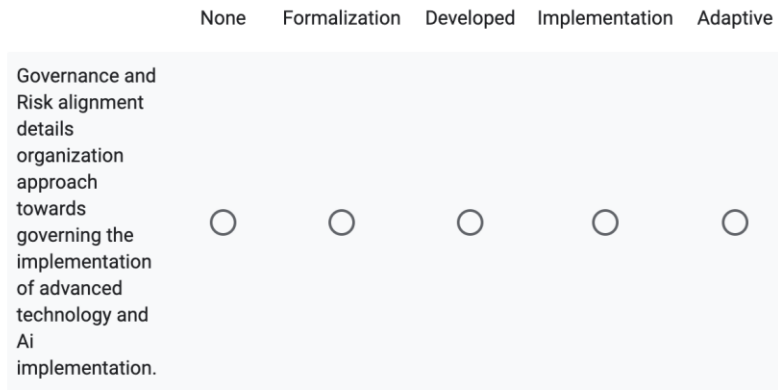 None Formalization Developed Implementation Adaptive
Governance and
Risk alignment
details
organization
approach
towards
governing the
implementation
of advanced
technology and
Ai
implementation.